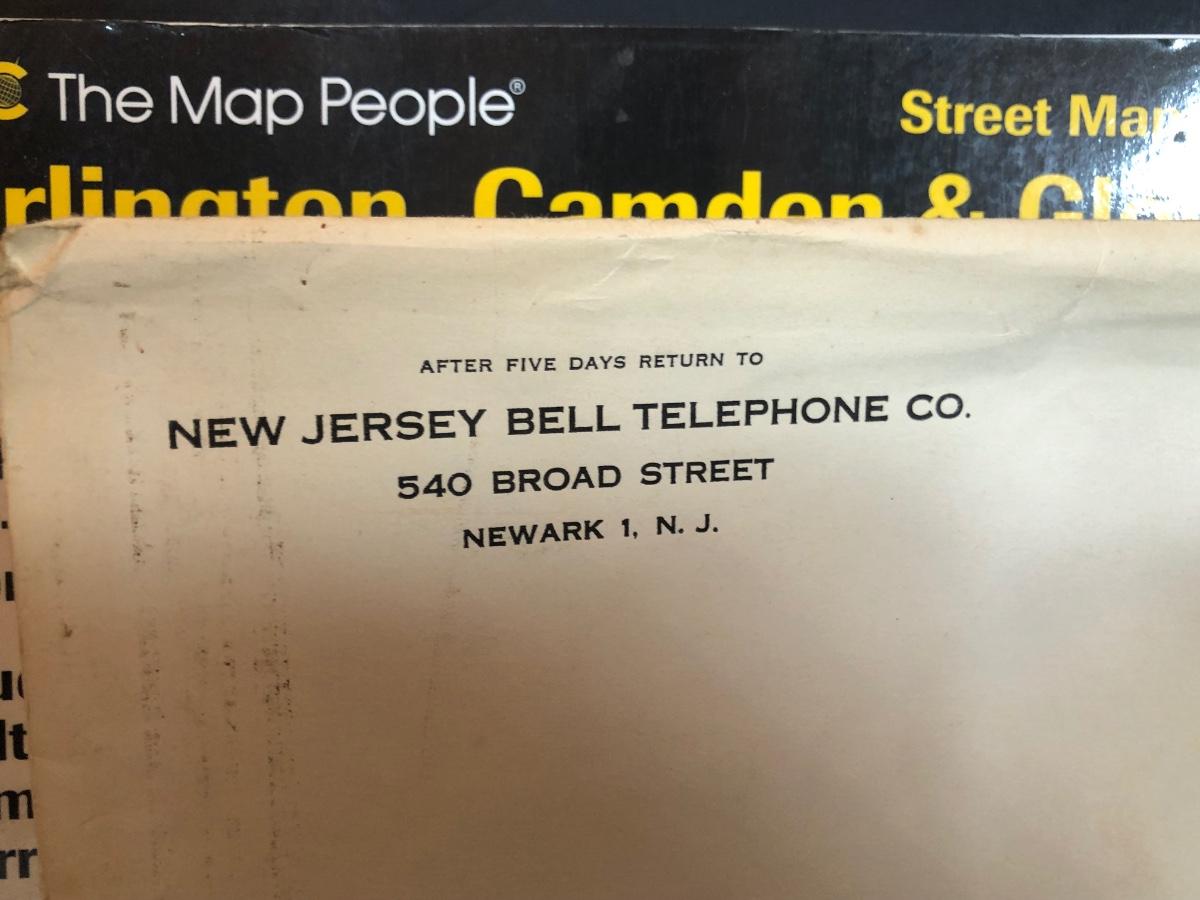 The Map People®
Street
Camden &
AFTER FIVE DAYS RETURN TO
NEW JERSEY BELL TELEPHONE CO.
540 BROAD STREET
NEWARK 1, N. J.